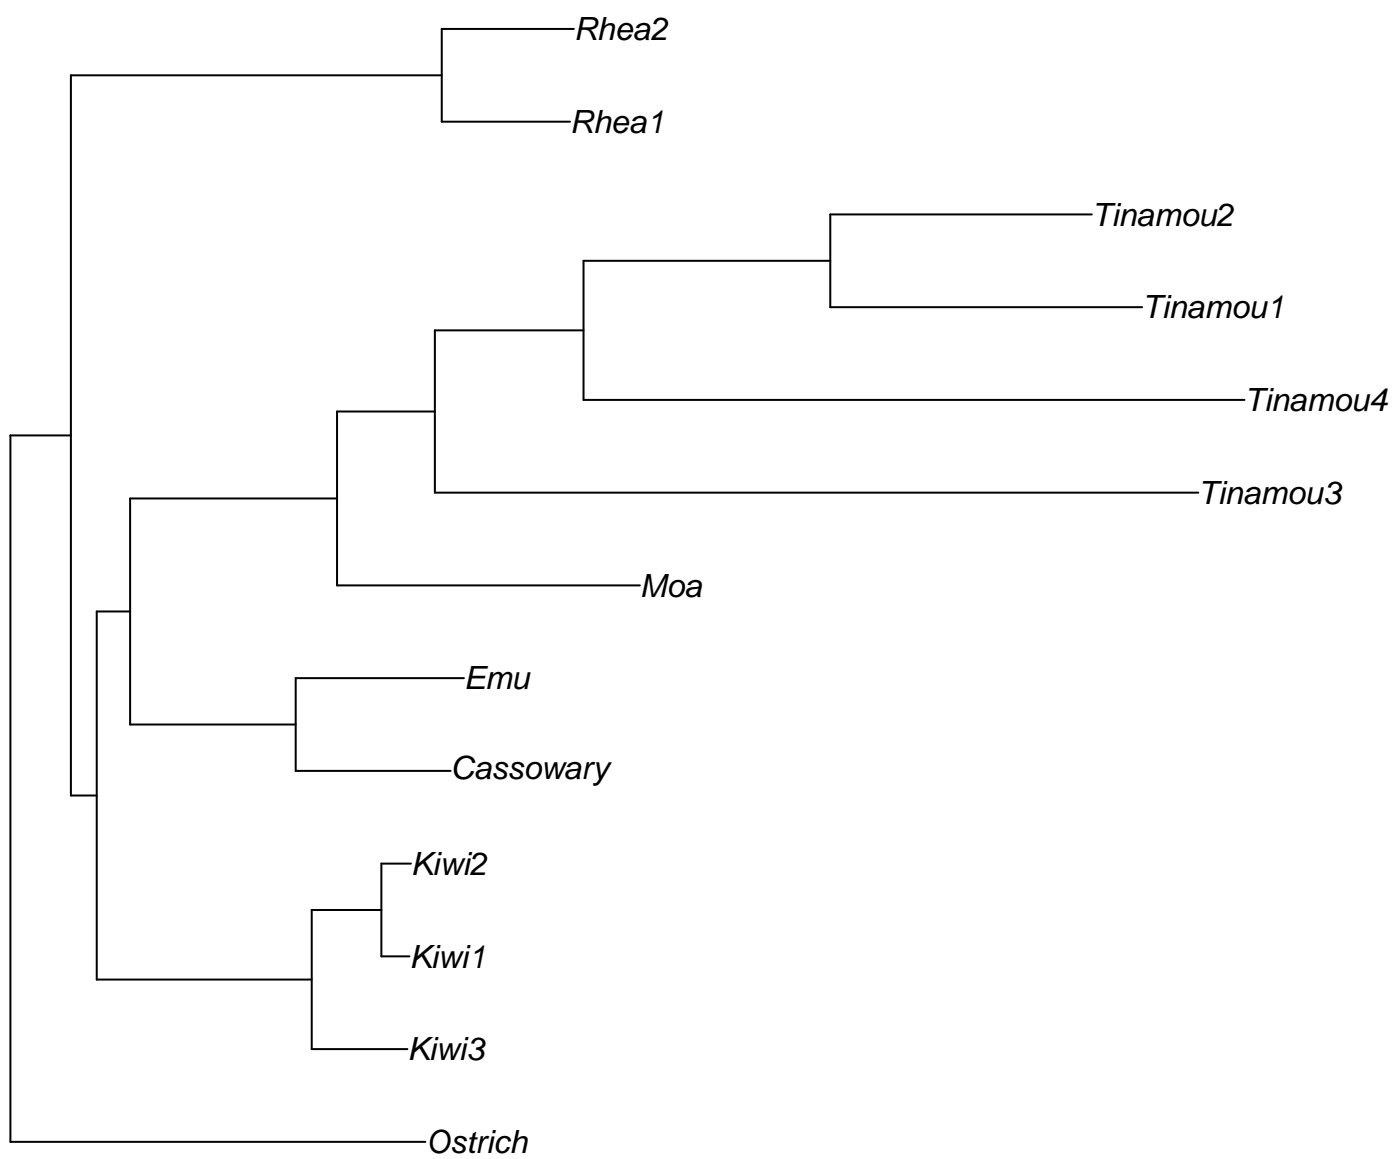 Rhea2
Rhea1
Tinamou2
Tinamou1
Tinamou4
Tinamou3
Moa
Emu
Cassowary
Kiwi2
Kiwi1
Kiwi3
Ostrich